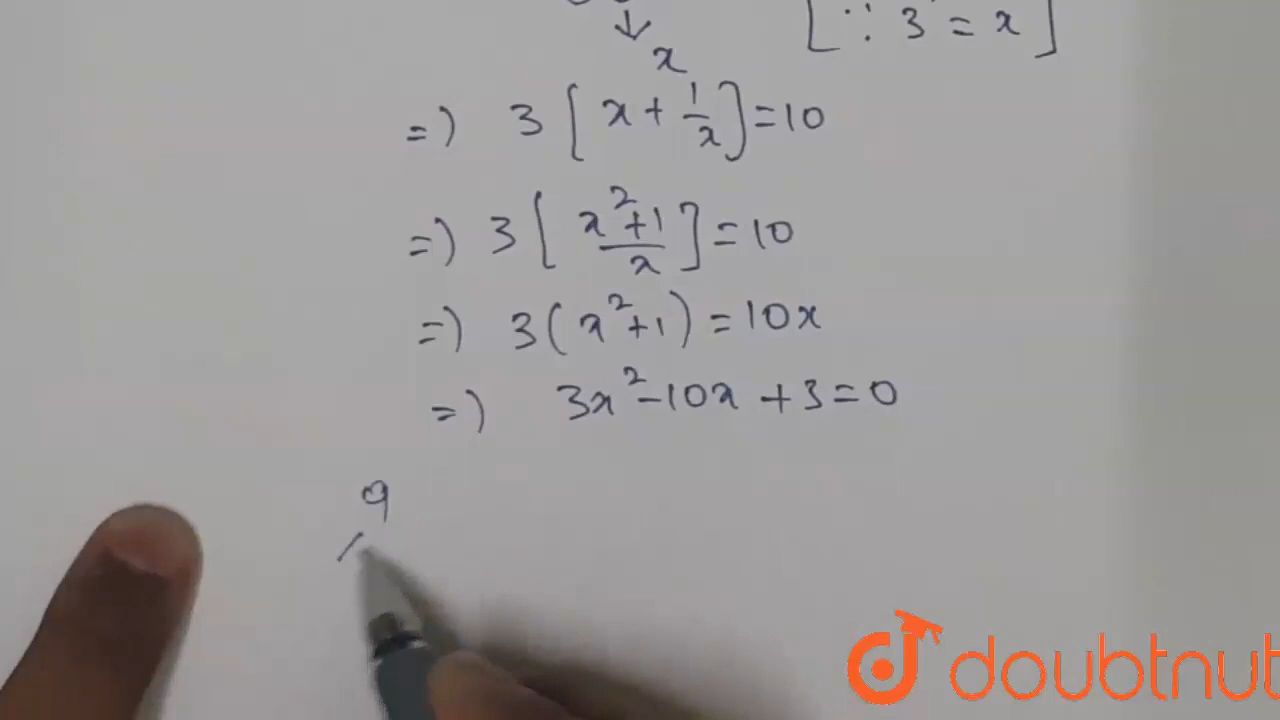 [∵ 3 = x]
↓
x
=) 3 [x + 1/x] = 10
=) 3 [(x² + 1)/x] = 10
=) 3(x² + 1) = 10x
=) 3x² - 10x + 3 = 0
9
doubtnut